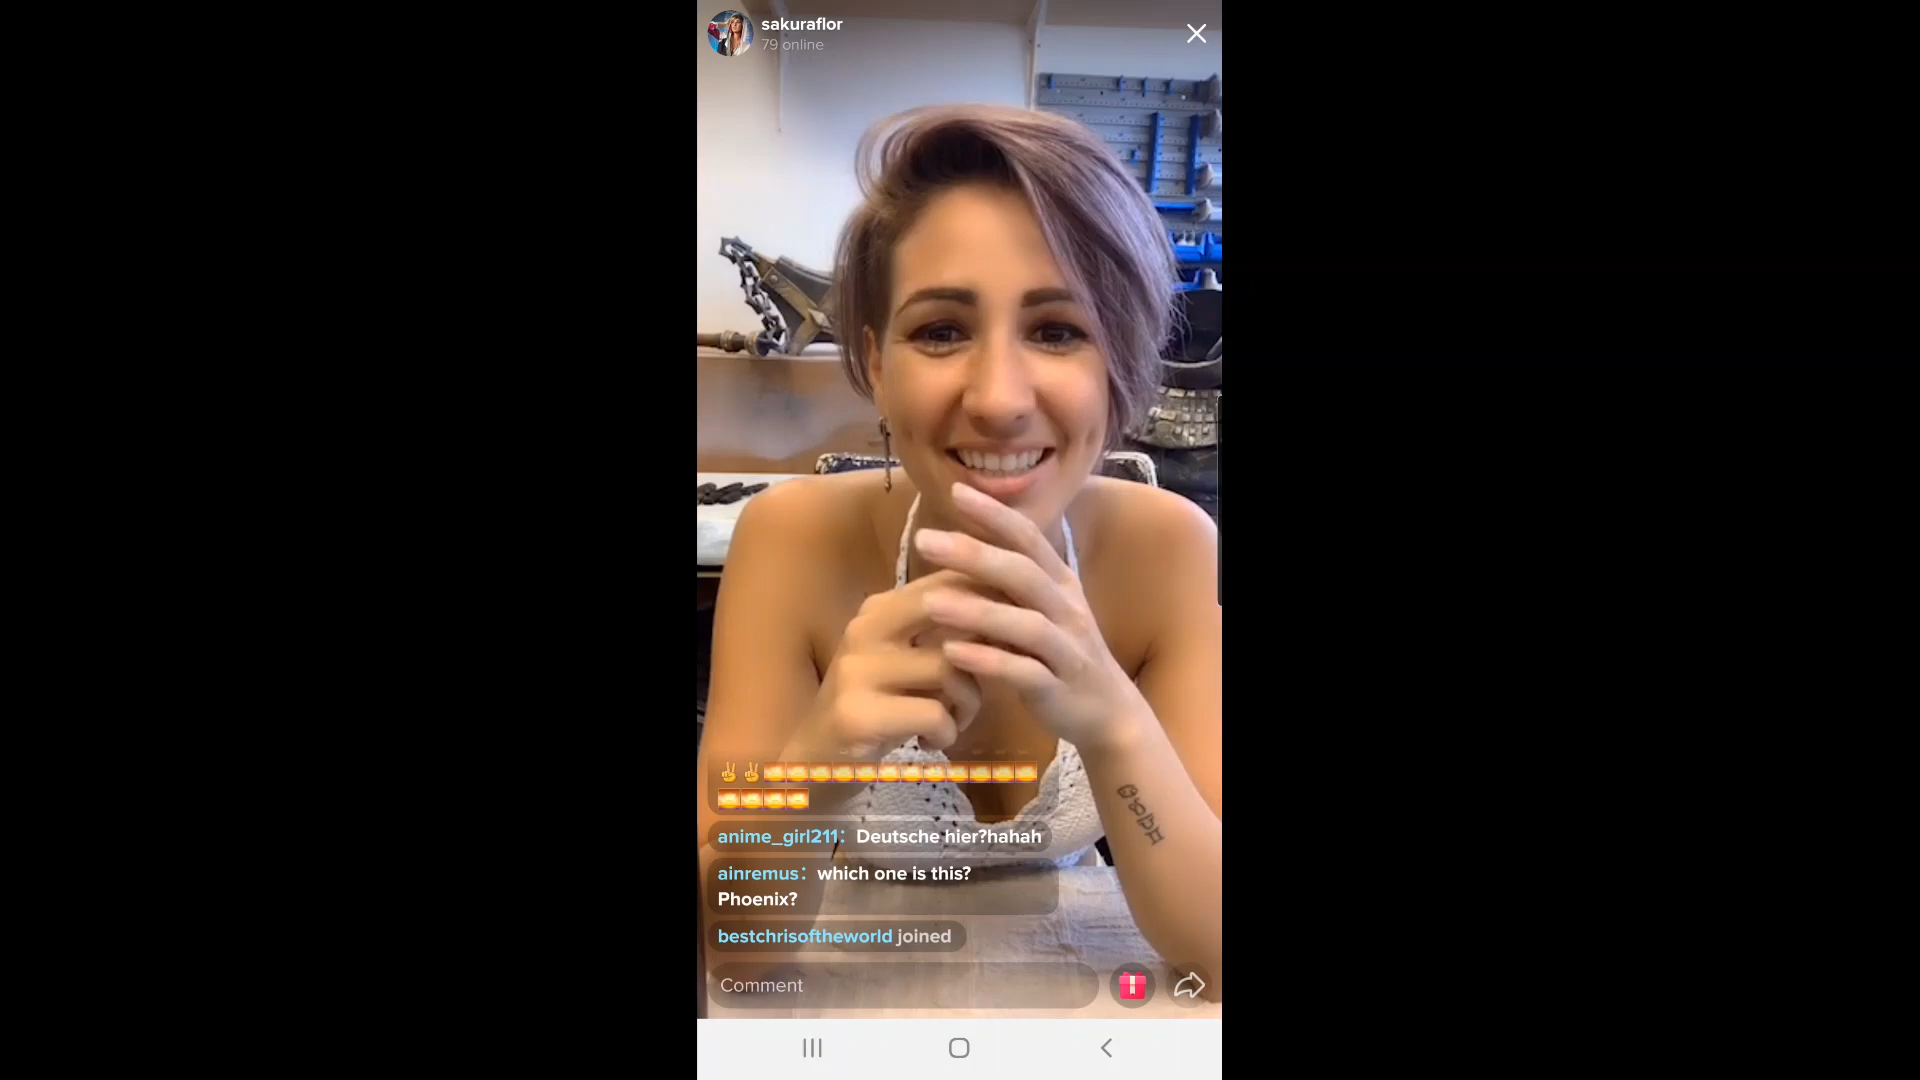 sakuraflor
79 online
✌✌🌅🌅🌅🌅🌅🌅🌅🌅🌅🌅🌅🌅
🌅🌅🌅🌅
anime_girl211: Deutsche hier?hahah
ainremus: which one is this?
Phoenix?
bestchrisoftheworld joined
Comment